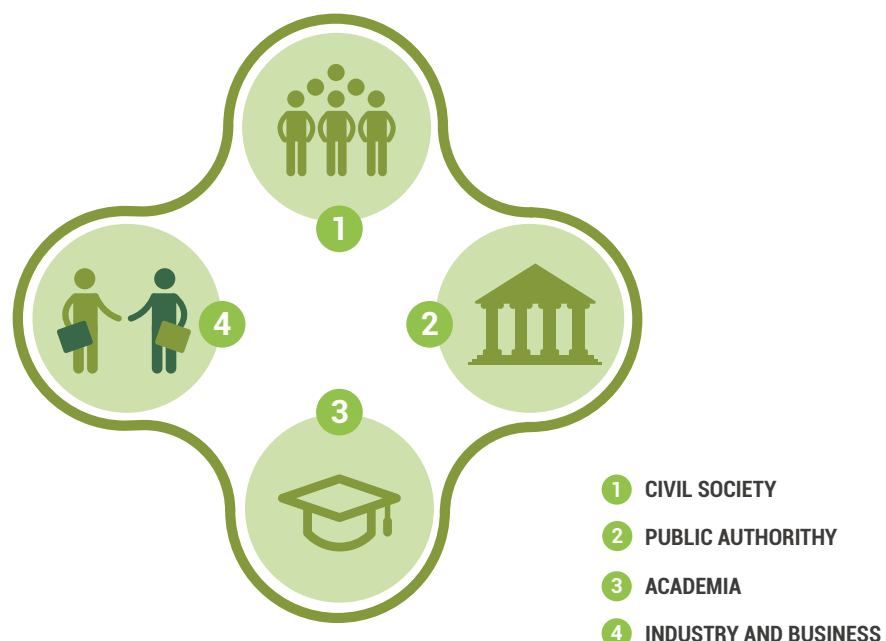 1
4
2
3
1 CIVIL SOCIETY
2 PUBLIC AUTHORITHY
3 ACADEMIA
4 INDUSTRY AND BUSINESS